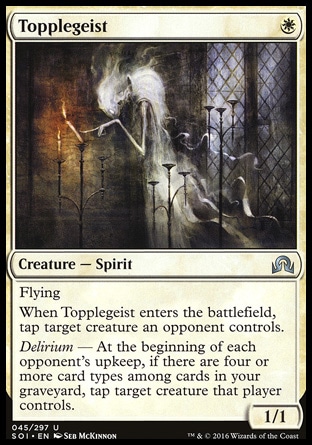 Topplegeist
Creature — Spirit
Flying
When Topplegeist enters the battlefield,
tap target creature an opponent controls.
Delirium — At the beginning of each
opponent's upkeep, if there are four
or more card types among cards in your
graveyard, tap target creature that player
controls.
1/1
045/297 U
SOI • EN Seb McKinnon
™ & © 2016 Wizards of the Coast